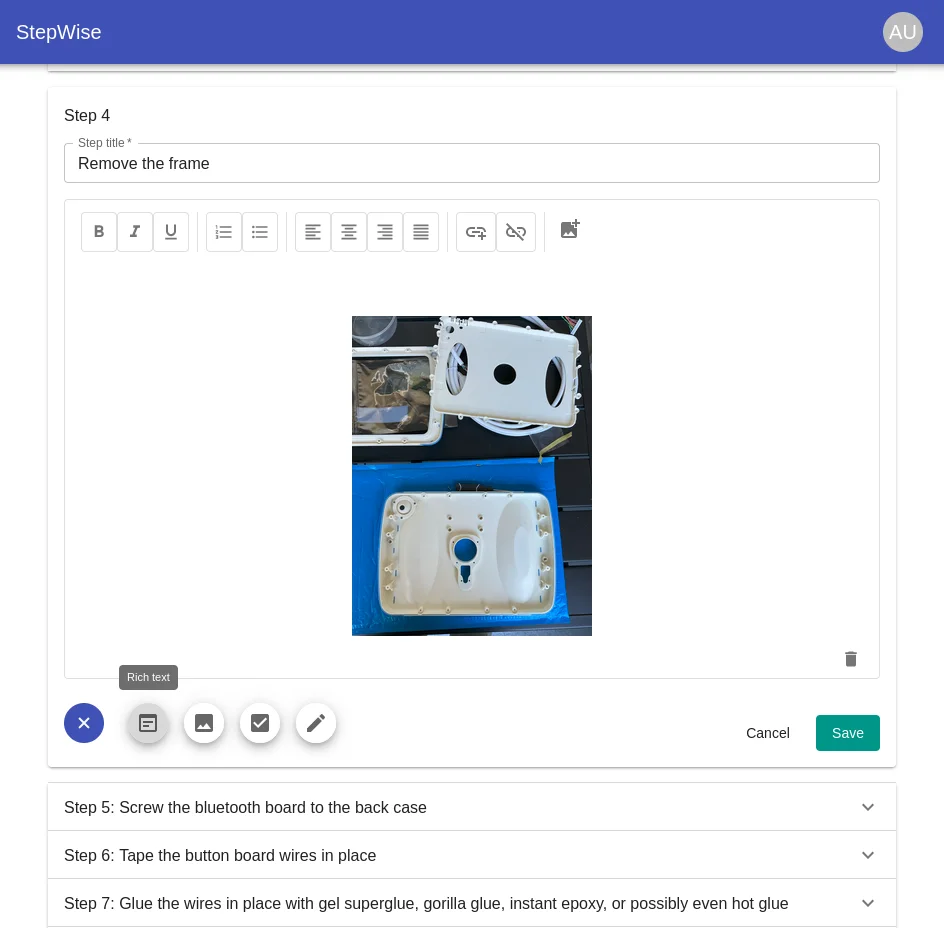 StepWise
AU
Step 4
Step title *
Remove the frame
B I U
Rich text
Cancel
Save
Step 5: Screw the bluetooth board to the back case
Step 6: Tape the button board wires in place
Step 7: Glue the wires in place with gel superglue, gorilla glue, instant epoxy, or possibly even hot glue